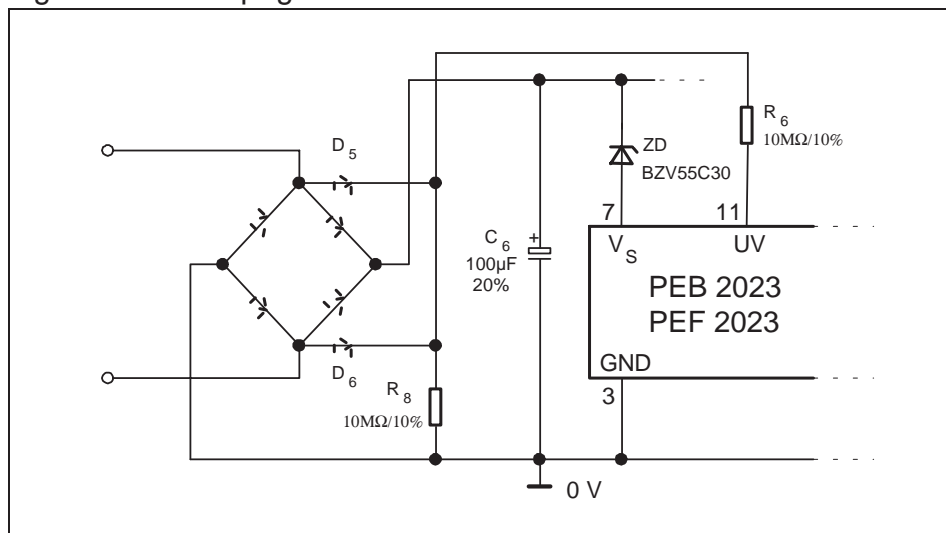 R 6
10MΩ/10%
D 5
ZD
BZV55C30
7
11
V S
UV
C 6
+
100µF
20%
PEB 2023
PEF 2023
GND
3
D 6
R 8
10MΩ/10%
0 V